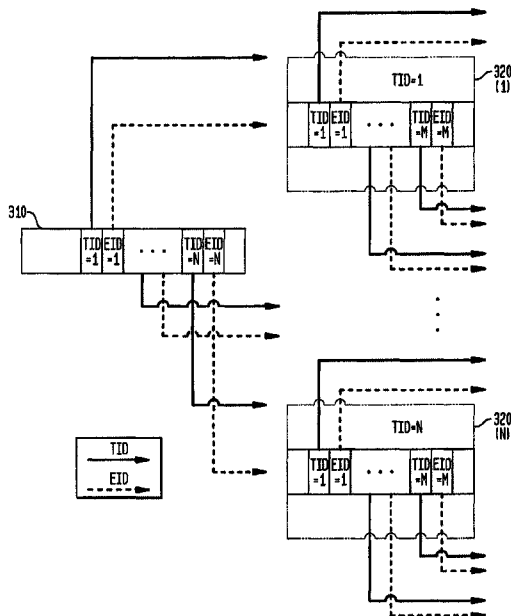 320
(1)
TID=1
TID
=1
EID
=1
...
TID
=M
EID
=M
310
TID
=1
EID
=1
...
TID
=N
EID
=N
320
(N)
TID=N
TID
=1
EID
=1
...
TID
=M
EID
=M
TID
EID